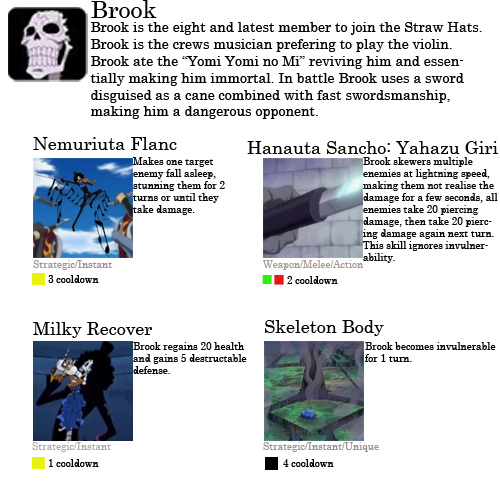 Brook
Brook is the eight and latest member to join the Straw Hats.
Brook is the crews musician prefering to play the violin.
Brook ate the “Yomi Yomi no Mi” reviving him and essen-
tially making him immortal. In battle Brook uses a sword
disguised as a cane combined with fast swordsmanship,
making him a dangerous opponent.
Nemuriuta Flanc
Makes one target
enemy fall asleep,
stunning them for 2
turns or until they
take damage.
Strategic/Instant
3 cooldown
Hanauta Sancho: Yahazu Giri
Brook skewers multiple
enemies at lightning speed,
making them not realise the
damage for a few seconds, all
enemies take 20 piercing
damage, then take 20 pierc-
ing damage again next turn.
This skill ignores invulner-
ability.
Weapon/Melee/Action
2 cooldown
Milky Recover
Brook regains 20 health
and gains 5 destructable
defense.
Strategic/Instant
1 cooldown
Skeleton Body
Brook becomes invulnerable
for 1 turn.
Strategic/Instant/Unique
4 cooldown